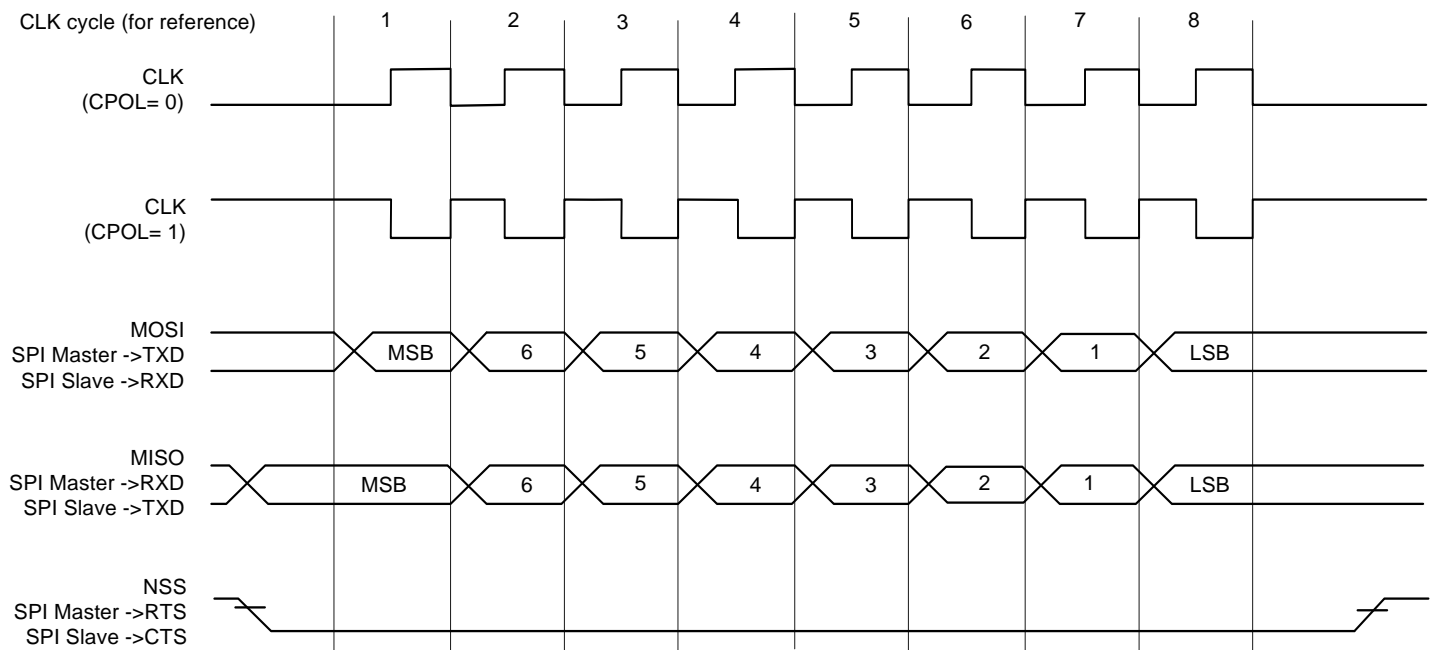 CLK cycle (for reference) 1 2 3 4 5 6 7 8
CLK
(CPOL= 0)
CLK
(CPOL= 1)
MOSI
SPI Master ->TXD
SPI Slave ->RXD
MSB 6 5 4 3 2 1 LSB
MISO
SPI Master ->RXD
SPI Slave ->TXD
MSB 6 5 4 3 2 1 LSB
NSS
SPI Master ->RTS
SPI Slave ->CTS